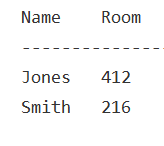 Name    Room
---------------
Jones   412
Smith   216